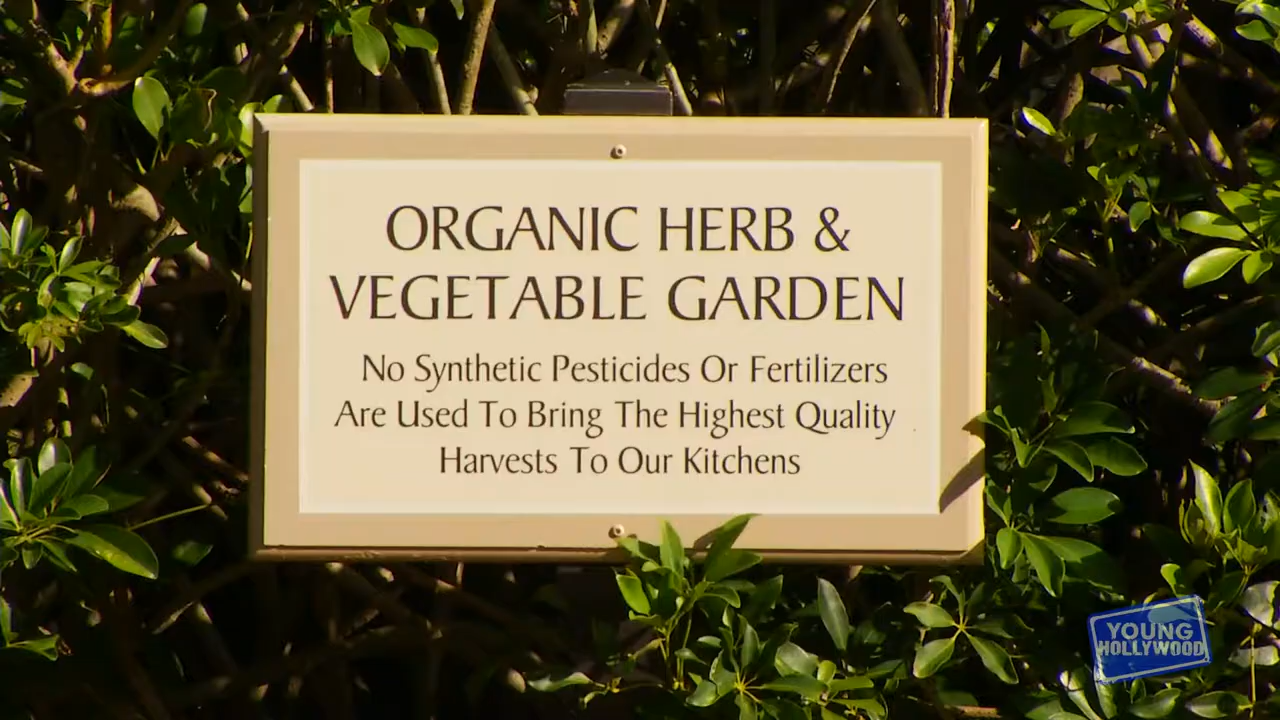 ORGANIC HERB &
VEGETABLE GARDEN
No Synthetic Pesticides Or Fertilizers
Are Used To Bring The Highest Quality
Harvests To Our Kitchens
YOUNG
HOLLYWOOD